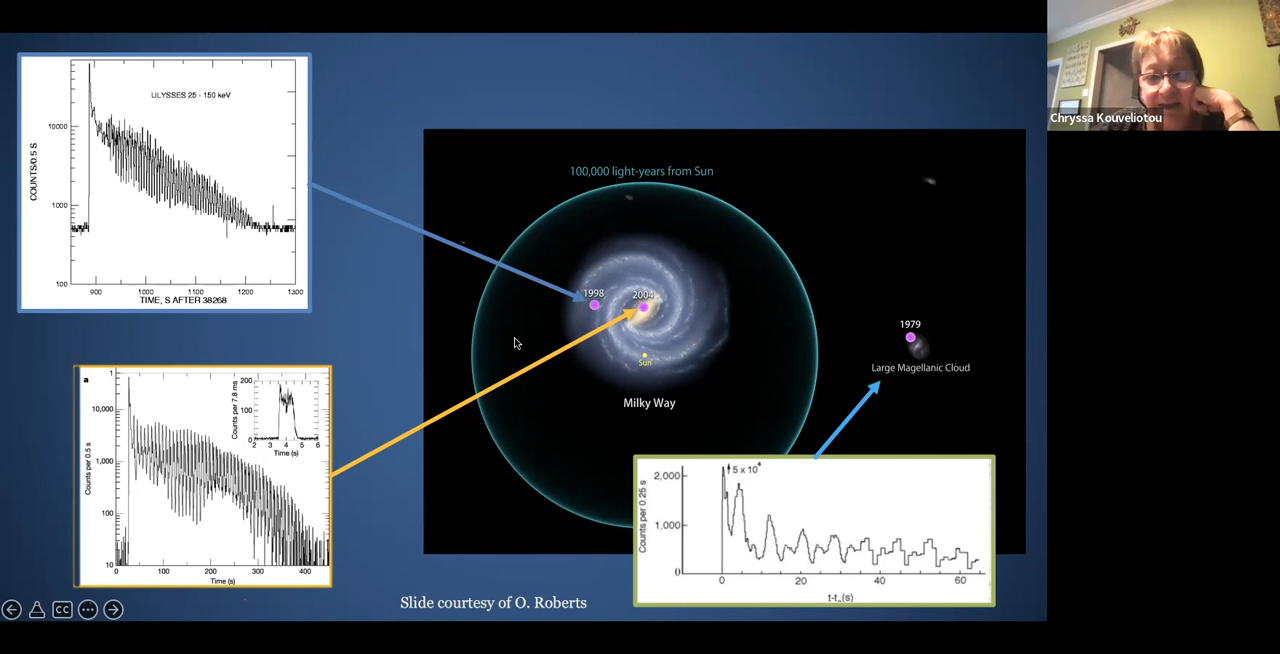 Chryssa Kouveliotou
ULYSSES 25 - 150 keV
COUNTS/0.5 S
10000
1000
100
900
1000
1100
1200
1300
TIME, S AFTER 38268
100,000 light-years from Sun
1998
2004
Sun
Milky Way
1979
Large Magellanic Cloud
a
Counts per 0.5 s
1
10,000
1,000
100
10
0
100
200
300
400
Time (s)
Counts per 7.8 ms
200
100
0
2 3 4 5 6
Time (s)
Counts per 0.25 s
5 x 10⁴
2,000
1,000
0
0
20
40
60
t-t₀(s)
CC
Slide courtesy of O. Roberts